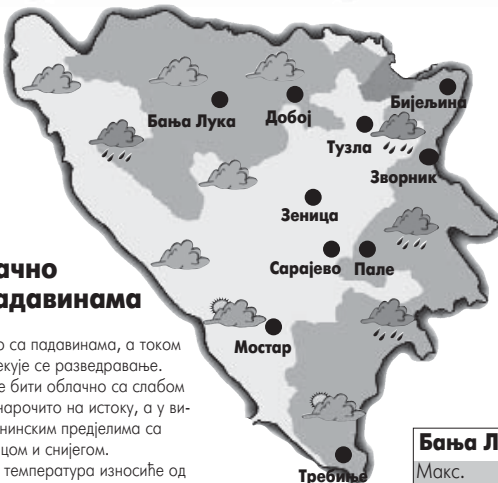 Бања Лука
Добој
Бијељина
Тузла
Зворник
Зеница
Сарајево
Пале
Мостар
Требиње
ачно
адавинама
о са падавинама, а током
екује се разведравање.
е бити облачно са слабом
нарочито на истоку, а у ви-
нинским предјелима са
цом и снијегом.
температура износиће од
Бања Л
Макс.